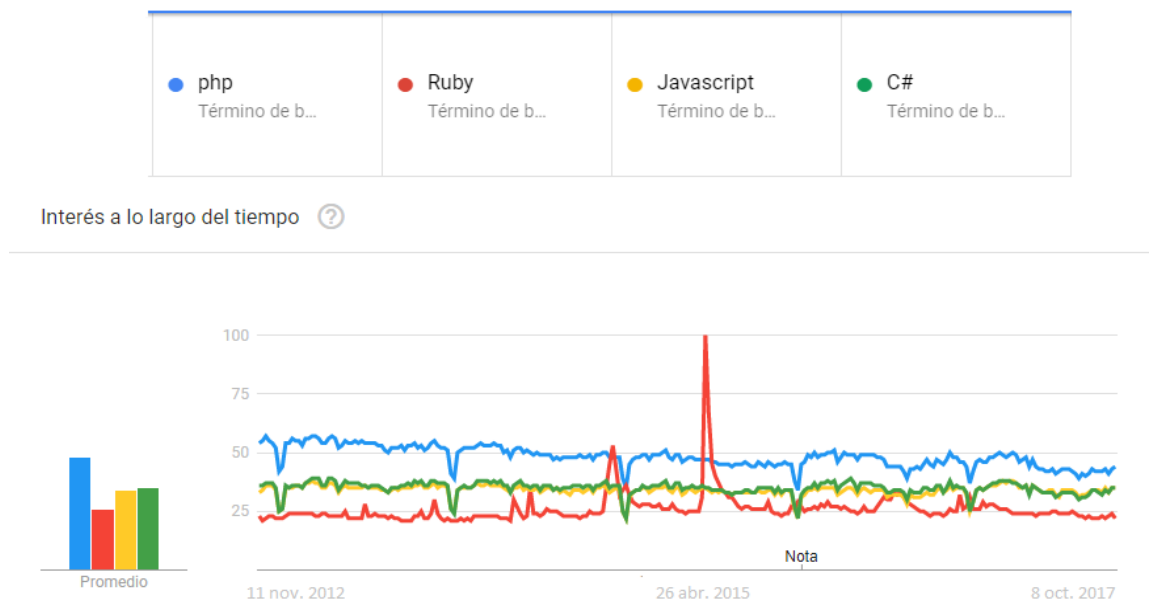 php Ruby Javascript C#
Término de b... Término de b... Término de b... Término de b...
Interés a lo largo del tiempo ?
100
75
50
25
Nota
Promedio
11 nov. 2012 26 abr. 2015 8 oct. 2017